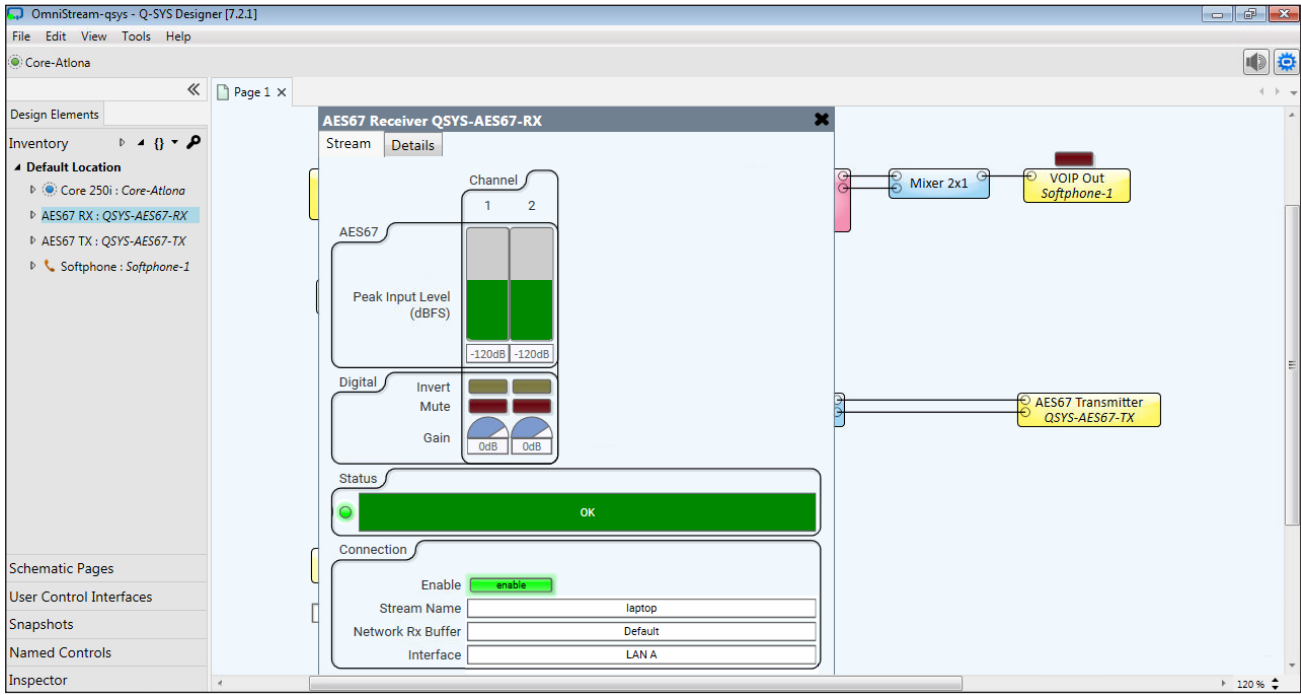 OmniStream-qsys - Q-SYS Designer [7.2.1]
File Edit View Tools Help
Core-Atlona
Page 1
Design Elements
Inventory
Default Location
Core 250i : Core-Atlona
AES67 RX : QSYS-AES67-RX
AES67 TX : QSYS-AES67-TX
Softphone : Softphone-1
Schematic Pages
User Control Interfaces
Snapshots
Named Controls
Inspector
AES67 Receiver QSYS-AES67-RX
Stream Details
Channel
1 2
AES67
Peak Input Level
(dBFS)
-120dB -120dB
Digital
Invert
Mute
Gain
0dB 0dB
Status
OK
Connection
Enable enable
Stream Name laptop
Network Rx Buffer Default
Interface LAN A
Mixer 2x1
VOIP Out
Softphone-1
AES67 Transmitter
QSYS-AES67-TX
120 %